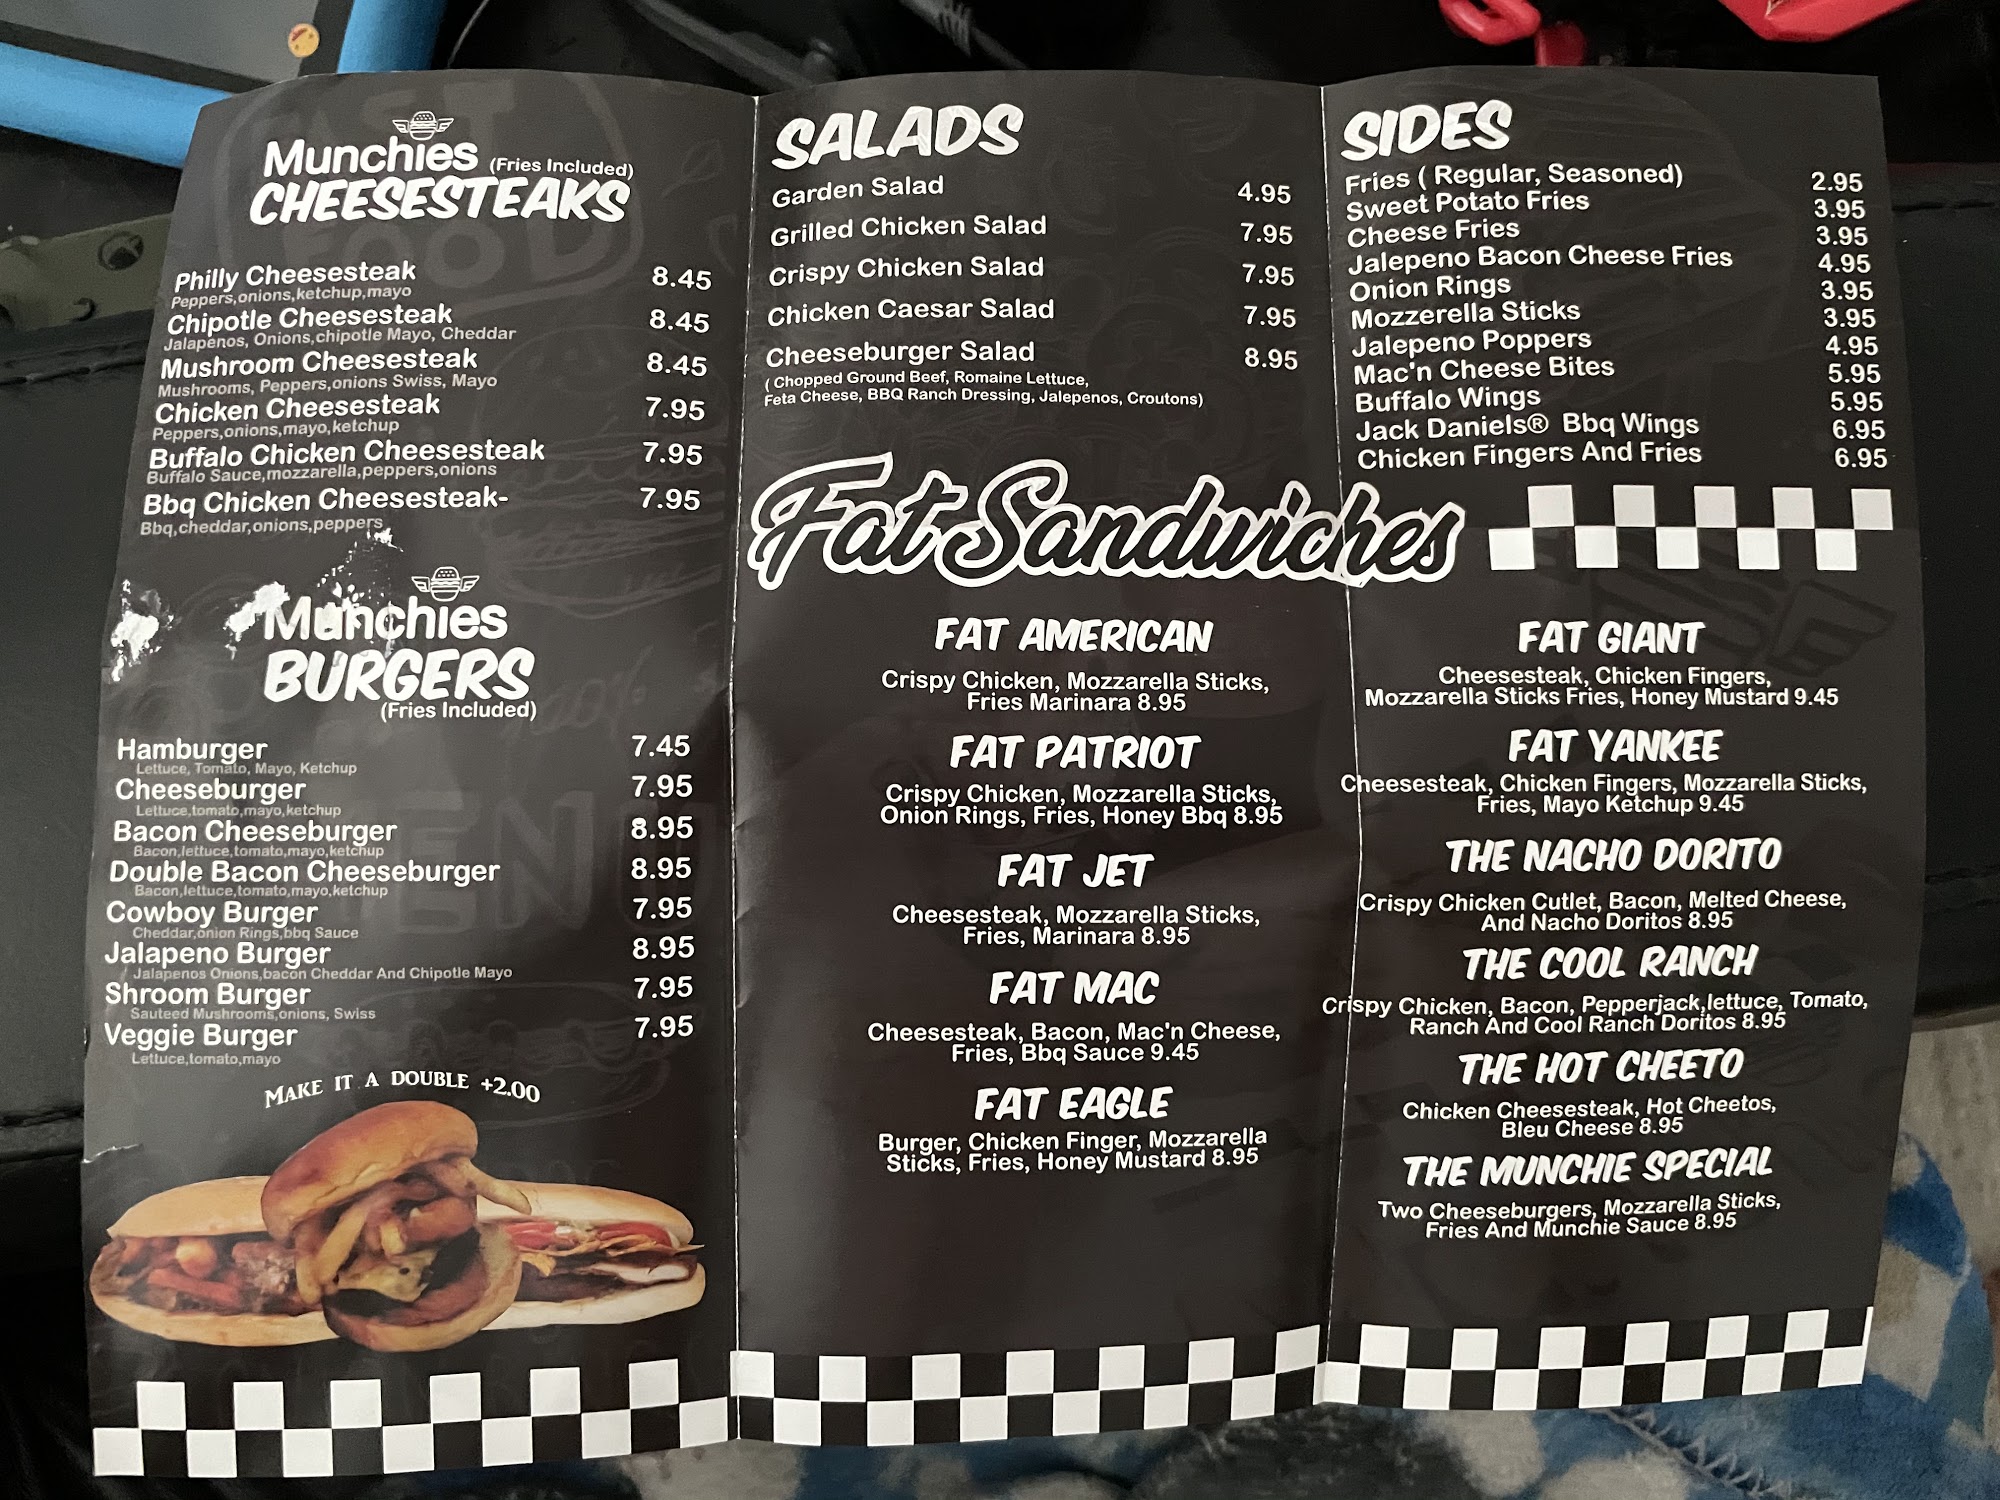 Munchies (Fries Included)
CHEESESTEAKS
Philly Cheesesteak 8.45
Peppers,onions,ketchup,mayo
Chipotle Cheesesteak 8.45
Jalapenos, Onions,chipotle Mayo, Cheddar
Mushroom Cheesesteak 8.45
Mushrooms, Peppers,onions Swiss, Mayo
Chicken Cheesesteak 7.95
Peppers,onions,mayo,ketchup
Buffalo Chicken Cheesesteak 7.95
Buffalo Sauce,mozzarella,peppers,onions
Bbq Chicken Cheesesteak- 7.95
Bbq,cheddar,onions,peppers
Munchies
BURGERS
(Fries Included)
Hamburger 7.45
Lettuce, Tomato, Mayo, Ketchup
Cheeseburger 7.95
Lettuce,tomato,mayo,ketchup
Bacon Cheeseburger 8.95
Bacon,lettuce,tomato,mayo,ketchup
Double Bacon Cheeseburger 8.95
Bacon,lettuce,tomato,mayo,ketchup
Cowboy Burger 7.95
Cheddar,onion Rings,bbq Sauce
Jalapeno Burger 8.95
Jalapenos Onions,bacon Cheddar And Chipotle Mayo
Shroom Burger 7.95
Sauteed Mushrooms,onions, Swiss
Veggie Burger 7.95
Lettuce,tomato,mayo
MAKE IT A DOUBLE +2.00
SALADS
Garden Salad 4.95
Grilled Chicken Salad 7.95
Crispy Chicken Salad 7.95
Chicken Caesar Salad 7.95
Cheeseburger Salad 8.95
( Chopped Ground Beef, Romaine Lettuce,
Feta Cheese, BBQ Ranch Dressing, Jalepenos, Croutons)
SIDES
Fries ( Regular, Seasoned) 2.95
Sweet Potato Fries 3.95
Cheese Fries 3.95
Jalepeno Bacon Cheese Fries 4.95
Onion Rings 3.95
Mozzerella Sticks 3.95
Jalepeno Poppers 4.95
Mac'n Cheese Bites 5.95
Buffalo Wings 5.95
Jack Daniels® Bbq Wings 6.95
Chicken Fingers And Fries 6.95
Fat Sandwiches
FAT AMERICAN
Crispy Chicken, Mozzarella Sticks,
Fries Marinara 8.95
FAT PATRIOT
Crispy Chicken, Mozzarella Sticks,
Onion Rings, Fries, Honey Bbq 8.95
FAT JET
Cheesesteak, Mozzarella Sticks,
Fries, Marinara 8.95
FAT MAC
Cheesesteak, Bacon, Mac'n Cheese,
Fries, Bbq Sauce 9.45
FAT EAGLE
Burger, Chicken Finger, Mozzarella
Sticks, Fries, Honey Mustard 8.95
FAT GIANT
Cheesesteak, Chicken Fingers,
Mozzarella Sticks Fries, Honey Mustard 9.45
FAT YANKEE
Cheesesteak, Chicken Fingers, Mozzarella Sticks,
Fries, Mayo Ketchup 9.45
THE NACHO DORITO
Crispy Chicken Cutlet, Bacon, Melted Cheese,
And Nacho Doritos 8.95
THE COOL RANCH
Crispy Chicken, Bacon, Pepperjack,lettuce, Tomato,
Ranch And Cool Ranch Doritos 8.95
THE HOT CHEETO
Chicken Cheesesteak, Hot Cheetos,
Bleu Cheese 8.95
THE MUNCHIE SPECIAL
Two Cheeseburgers, Mozzarella Sticks,
Fries And Munchie Sauce 8.95